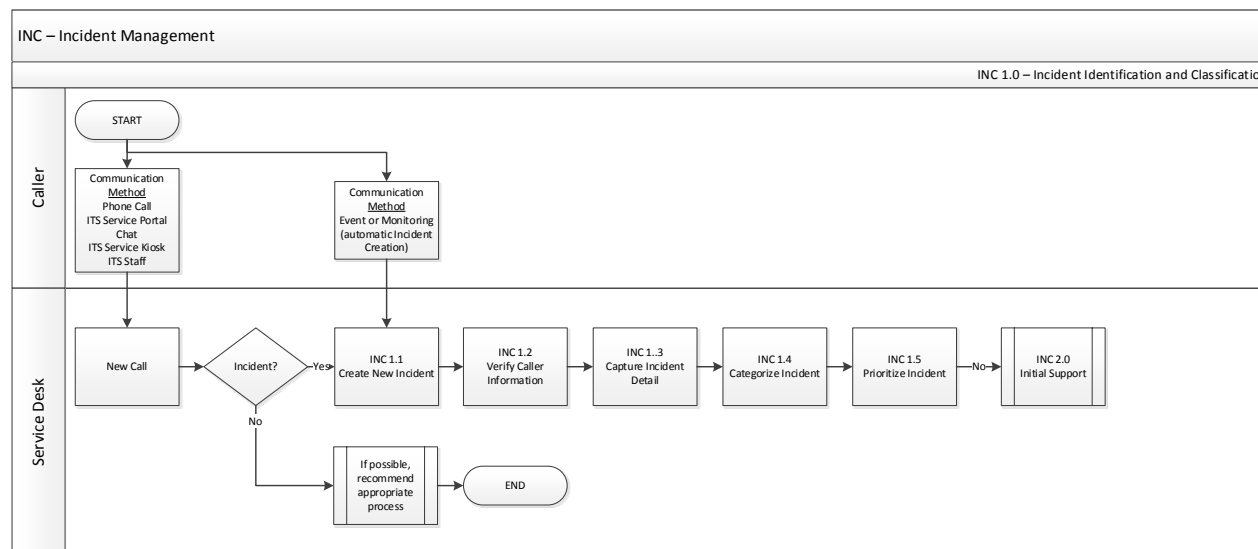 INC – Incident Management
INC 1.0 – Incident Identification and Classificatio
Caller
START
Communication
Method
Phone Call
ITS Service Portal
Chat
ITS Service Kiosk
ITS Staff
Communication
Method
Event or Monitoring
(automatic Incident
Creation)
Service Desk
New Call
Incident?
Yes
INC 1.1
Create New Incident
INC 1.2
Verify Caller
Information
INC 1..3
Capture Incident
Detail
INC 1.4
Categorize Incident
INC 1.5
Prioritize Incident
No
INC 2.0
Initial Support
No
If possible,
recommend
appropriate
process
END